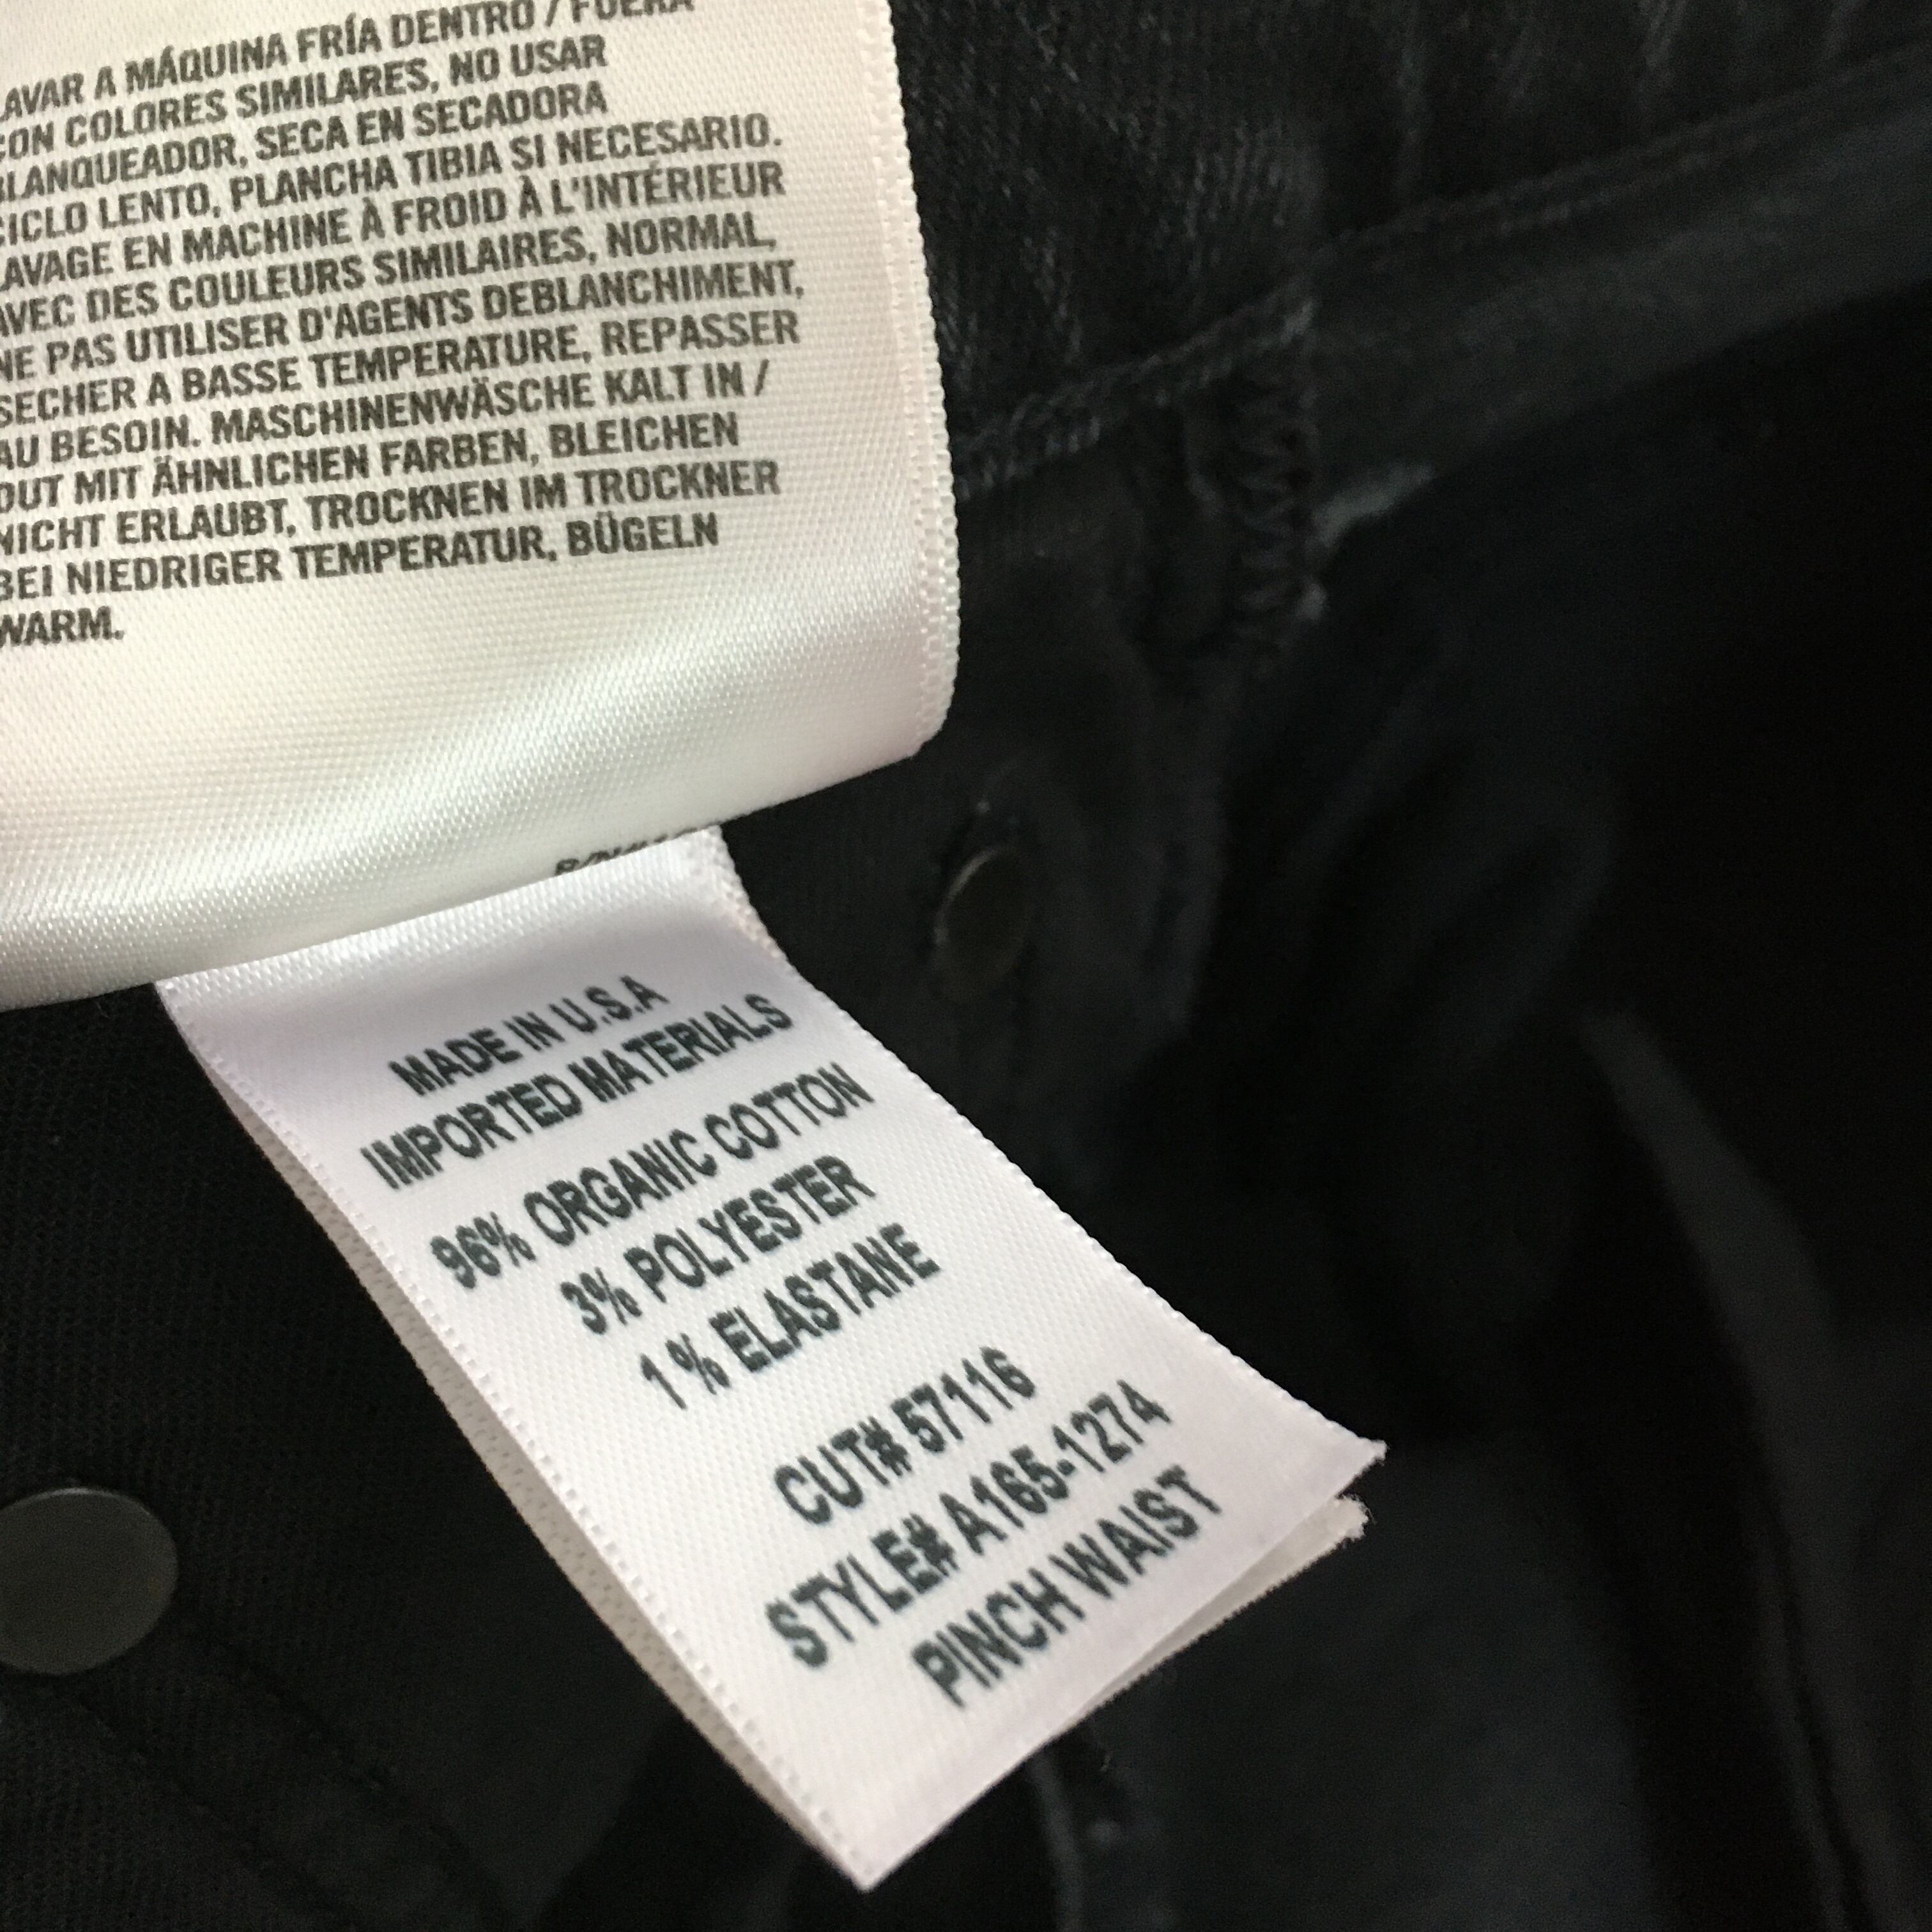 LAVAR A MÁQUINA FRÍA DENTRO / FUERA
CON COLORES SIMILARES, NO USAR
BLANQUEADOR, SECA EN SECADORA
CICLO LENTO, PLANCHA TIBIA SI NECESARIO.
LAVAGE EN MACHINE À FROID À L'INTÉRIEUR
AVEC DES COULEURS SIMILAIRES, NORMAL,
NE PAS UTILISER D'AGENTS DEBLANCHIMENT,
SECHER A BASSE TEMPERATURE, REPASSER
AU BESOIN. MASCHINENWÄSCHE KALT IN /
OUT MIT ÄHNLICHEN FARBEN, BLEICHEN
NICHT ERLAUBT, TROCKNEN IM TROCKNER
BEI NIEDRIGER TEMPERATUR, BÜGELN
WARM.
MADE IN U.S.A
IMPORTED MATERIALS
96% ORGANIC COTTON
3% POLYESTER
1% ELASTANE
CUT# 57116
STYLE# A165-1274
PINCH WAIST